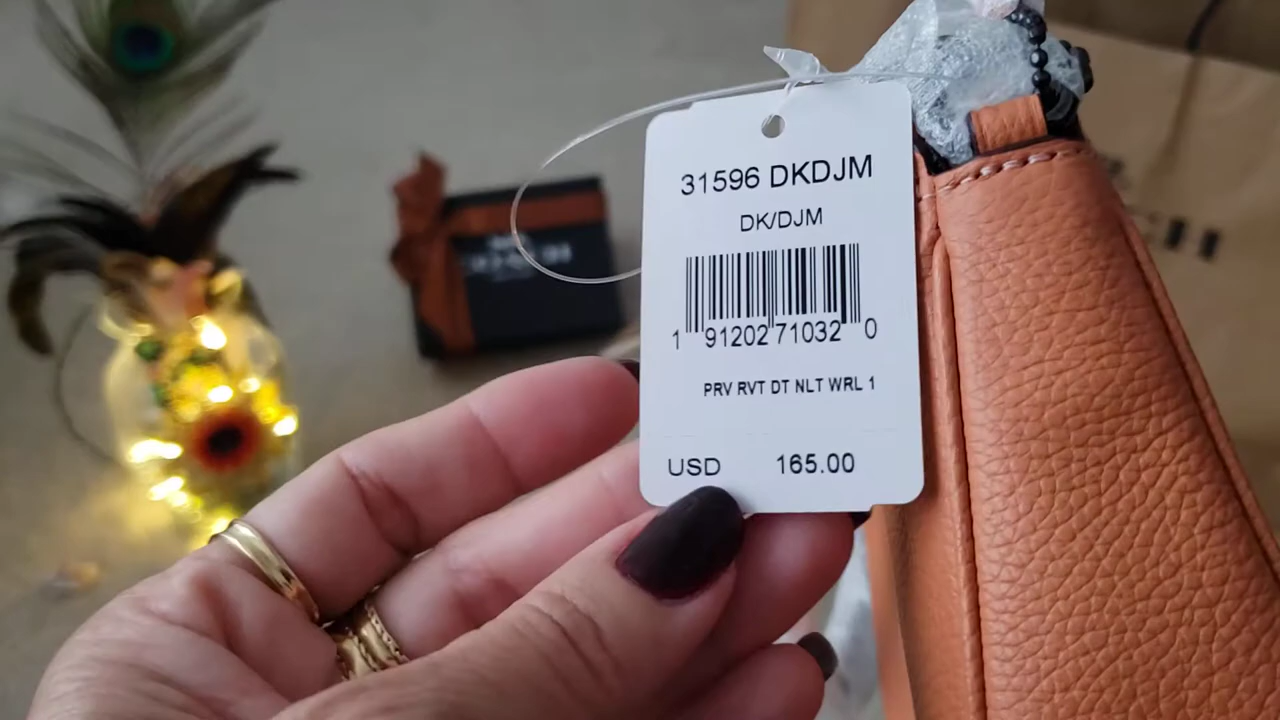 31596 DKDJM
DK/DJM
1 91202 71032 0
PRV RVT DT NLT WRL 1
USD 165.00